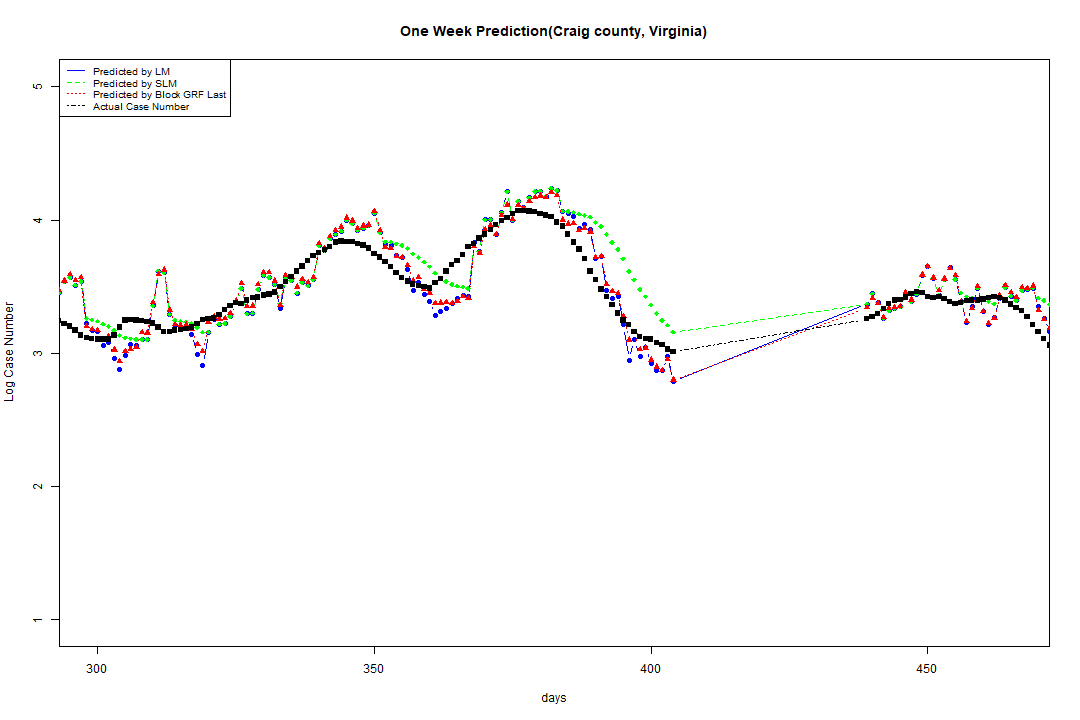 One Week Prediction(Craig county, Virginia)
Predicted by LM
Predicted by SLM
Predicted by Block GRF Last
Actual Case Number
5
4
3
2
1
Log Case Number
300
350
400
450
days